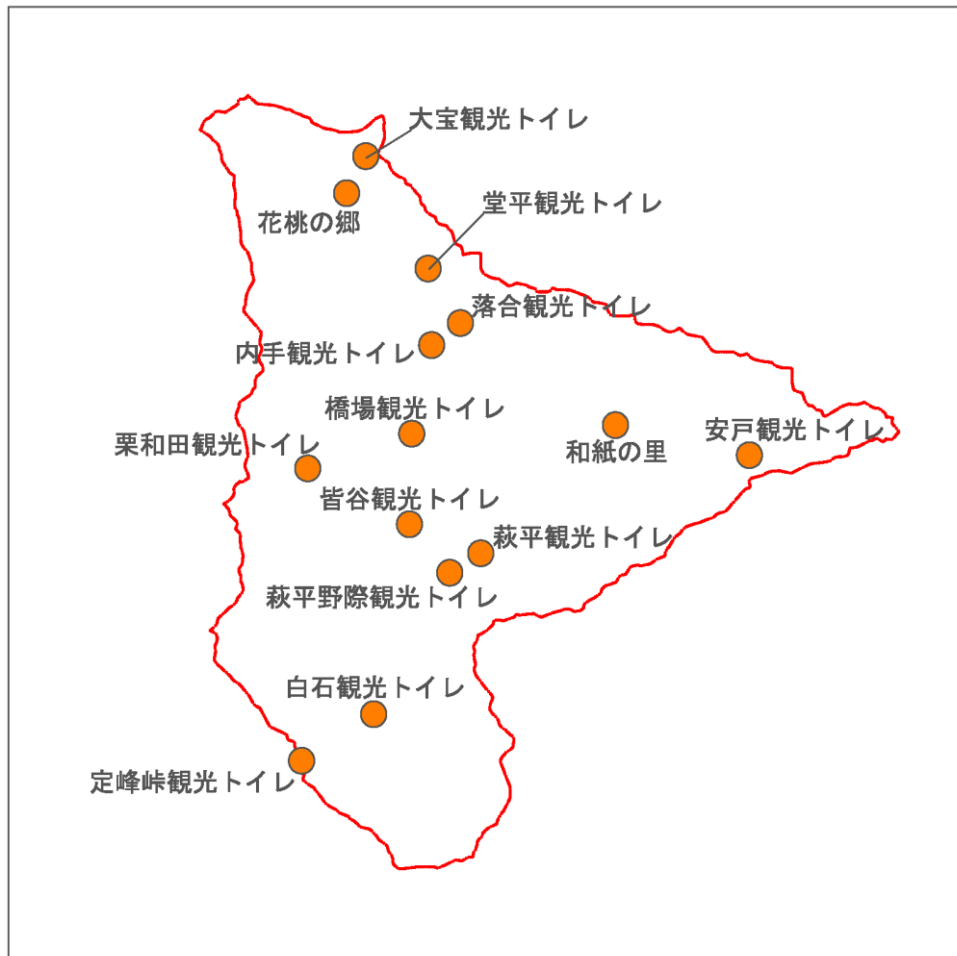 大宝観光トイレ
花桃の郷
堂平観光トイレ
落合観光トイレ
内手観光トイレ
橋場観光トイレ
栗和田観光トイレ
和紙の里
安戸観光トイレ
皆谷観光トイレ
萩平観光トイレ
萩平野際観光トイレ
白石観光トイレ
定峰峠観光トイレ